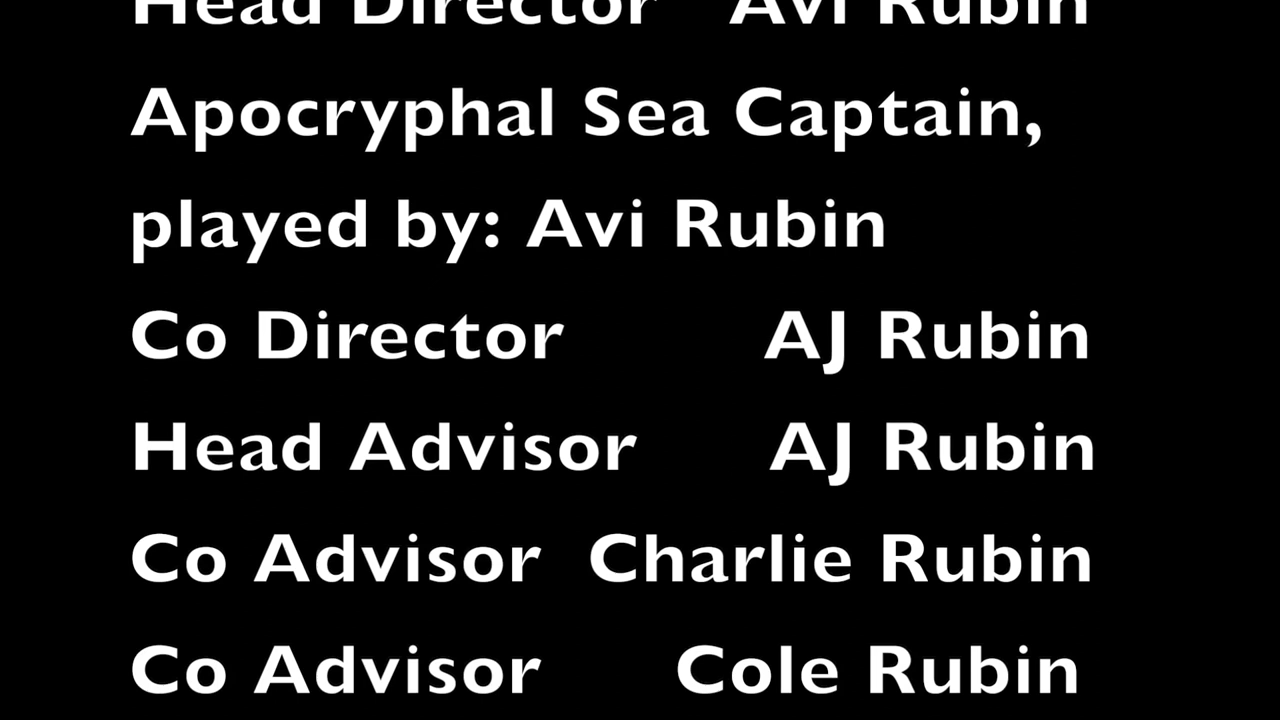 Head Director Avi Rubin
Apocryphal Sea Captain,
played by: Avi Rubin
Co Director AJ Rubin
Head Advisor AJ Rubin
Co Advisor Charlie Rubin
Co Advisor Cole Rubin